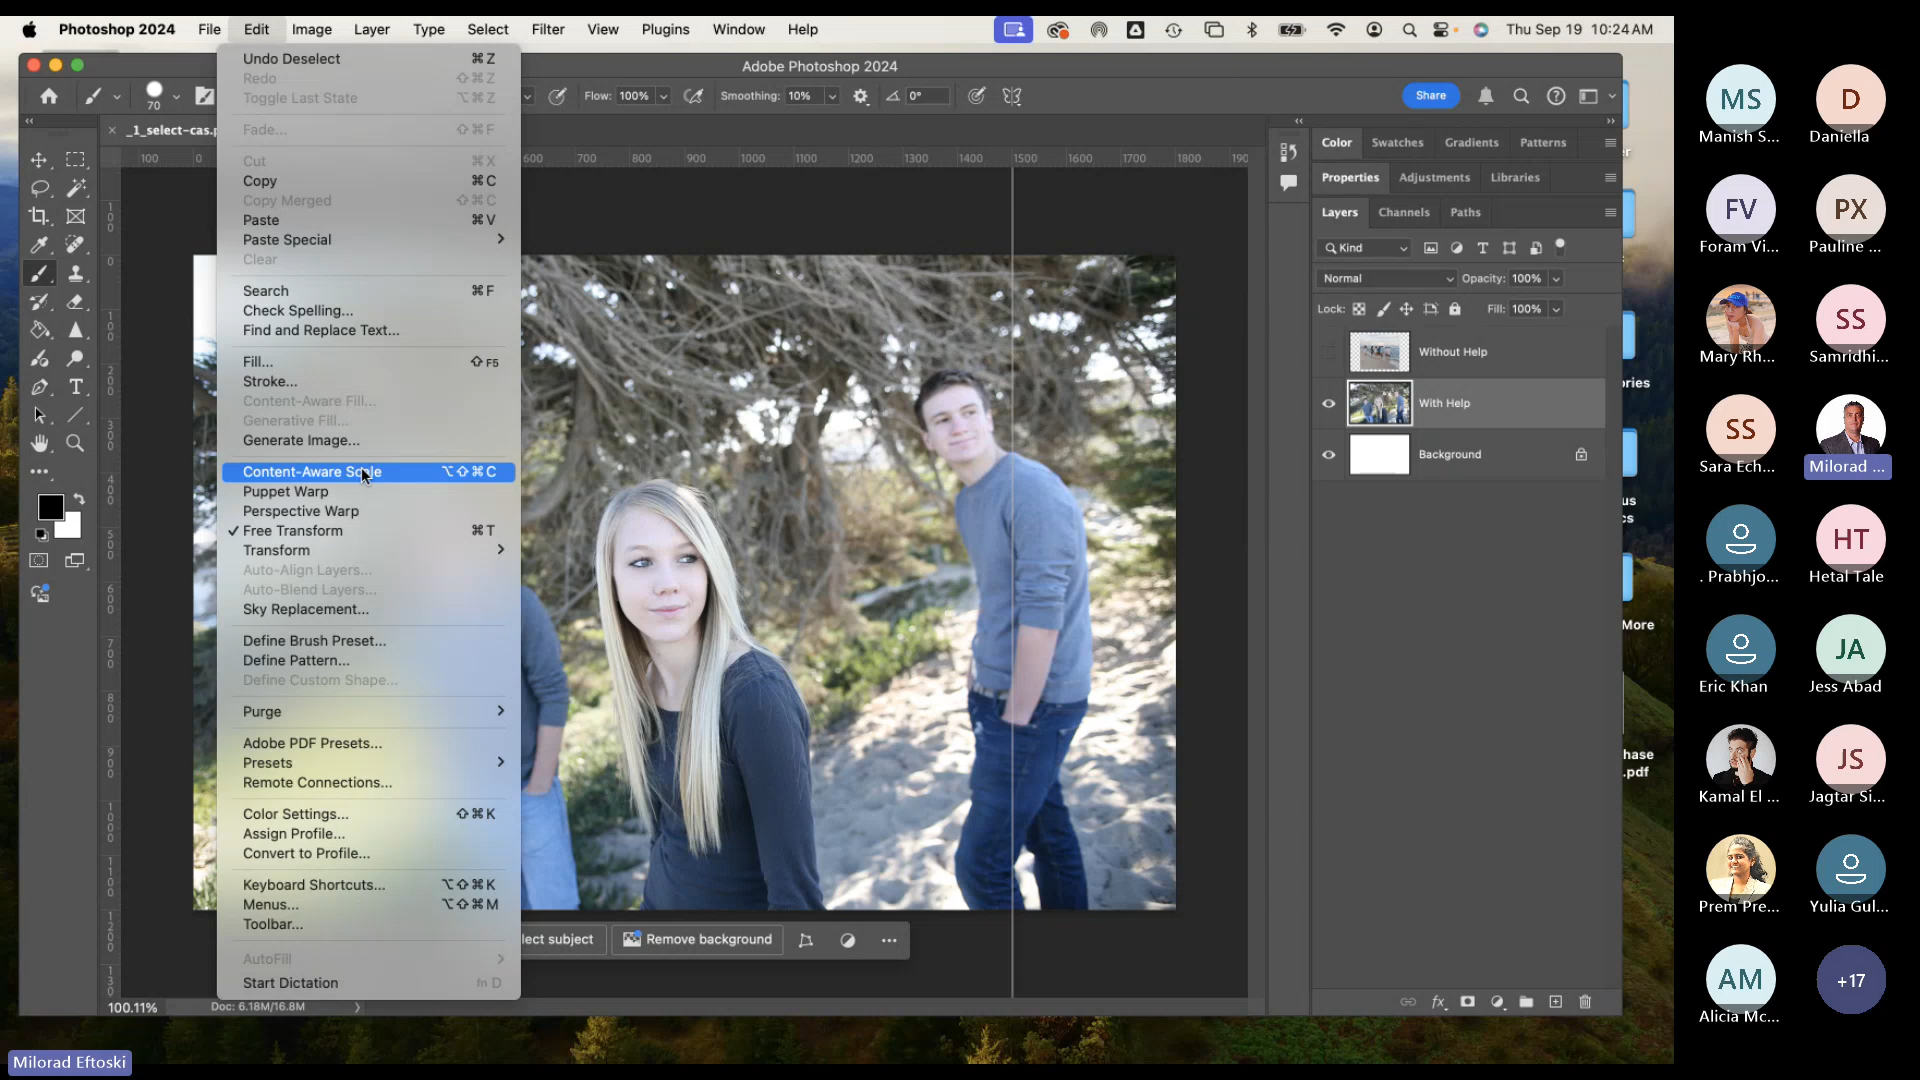 Photoshop 2024 File Edit Image Layer Type Select Filter View Plugins Window Help Thu Sep 19 10:24 AM
Adobe Photoshop 2024
70 Flow: 100% Smoothing: 10% 0° Share
_1_select-cas.p
100 0 600 700 800 900 1000 1100 1200 1300 1400 1500 1600 1700 1800 190
Undo Deselect ⌘Z
Redo ⇧⌘Z
Toggle Last State ⌥⌘Z
Fade... ⇧⌘F
Cut ⌘X
Copy ⌘C
Copy Merged ⇧⌘C
Paste ⌘V
Paste Special
Clear
Search ⌘F
Check Spelling...
Find and Replace Text...
Fill... ⇧F5
Stroke...
Content-Aware Fill...
Generative Fill...
Generate Image...
Content-Aware Scale ⌥⇧⌘C
Puppet Warp
Perspective Warp
✓ Free Transform ⌘T
Transform
Auto-Align Layers...
Auto-Blend Layers...
Sky Replacement...
Define Brush Preset...
Define Pattern...
Define Custom Shape...
Purge
Adobe PDF Presets...
Presets
Remote Connections...
Color Settings... ⇧⌘K
Assign Profile...
Convert to Profile...
Keyboard Shortcuts... ⌥⇧⌘K
Menus... ⌥⇧⌘M
Toolbar...
AutoFill
Start Dictation fn D
lect subject Remove background
100.11% Doc: 6.18M/16.8M
Color Swatches Gradients Patterns
Properties Adjustments Libraries
Layers Channels Paths
Kind
Normal Opacity: 100%
Lock: Fill: 100%
Without Help
With Help
Background
fx
er
ories
us
cs
More
hase
.pdf
MS D
Manish S... Daniella
FV PX
Foram Vi... Pauline ...
SS
Mary Rh... Samridhi...
SS
Sara Ech... Milorad ...
HT
. Prabhjo... Hetal Tale
JA
Eric Khan Jess Abad
JS
Kamal El ... Jagtar Si...
Prem Pre... Yulia Gul...
AM +17
Alicia Mc...
Milorad Eftoski